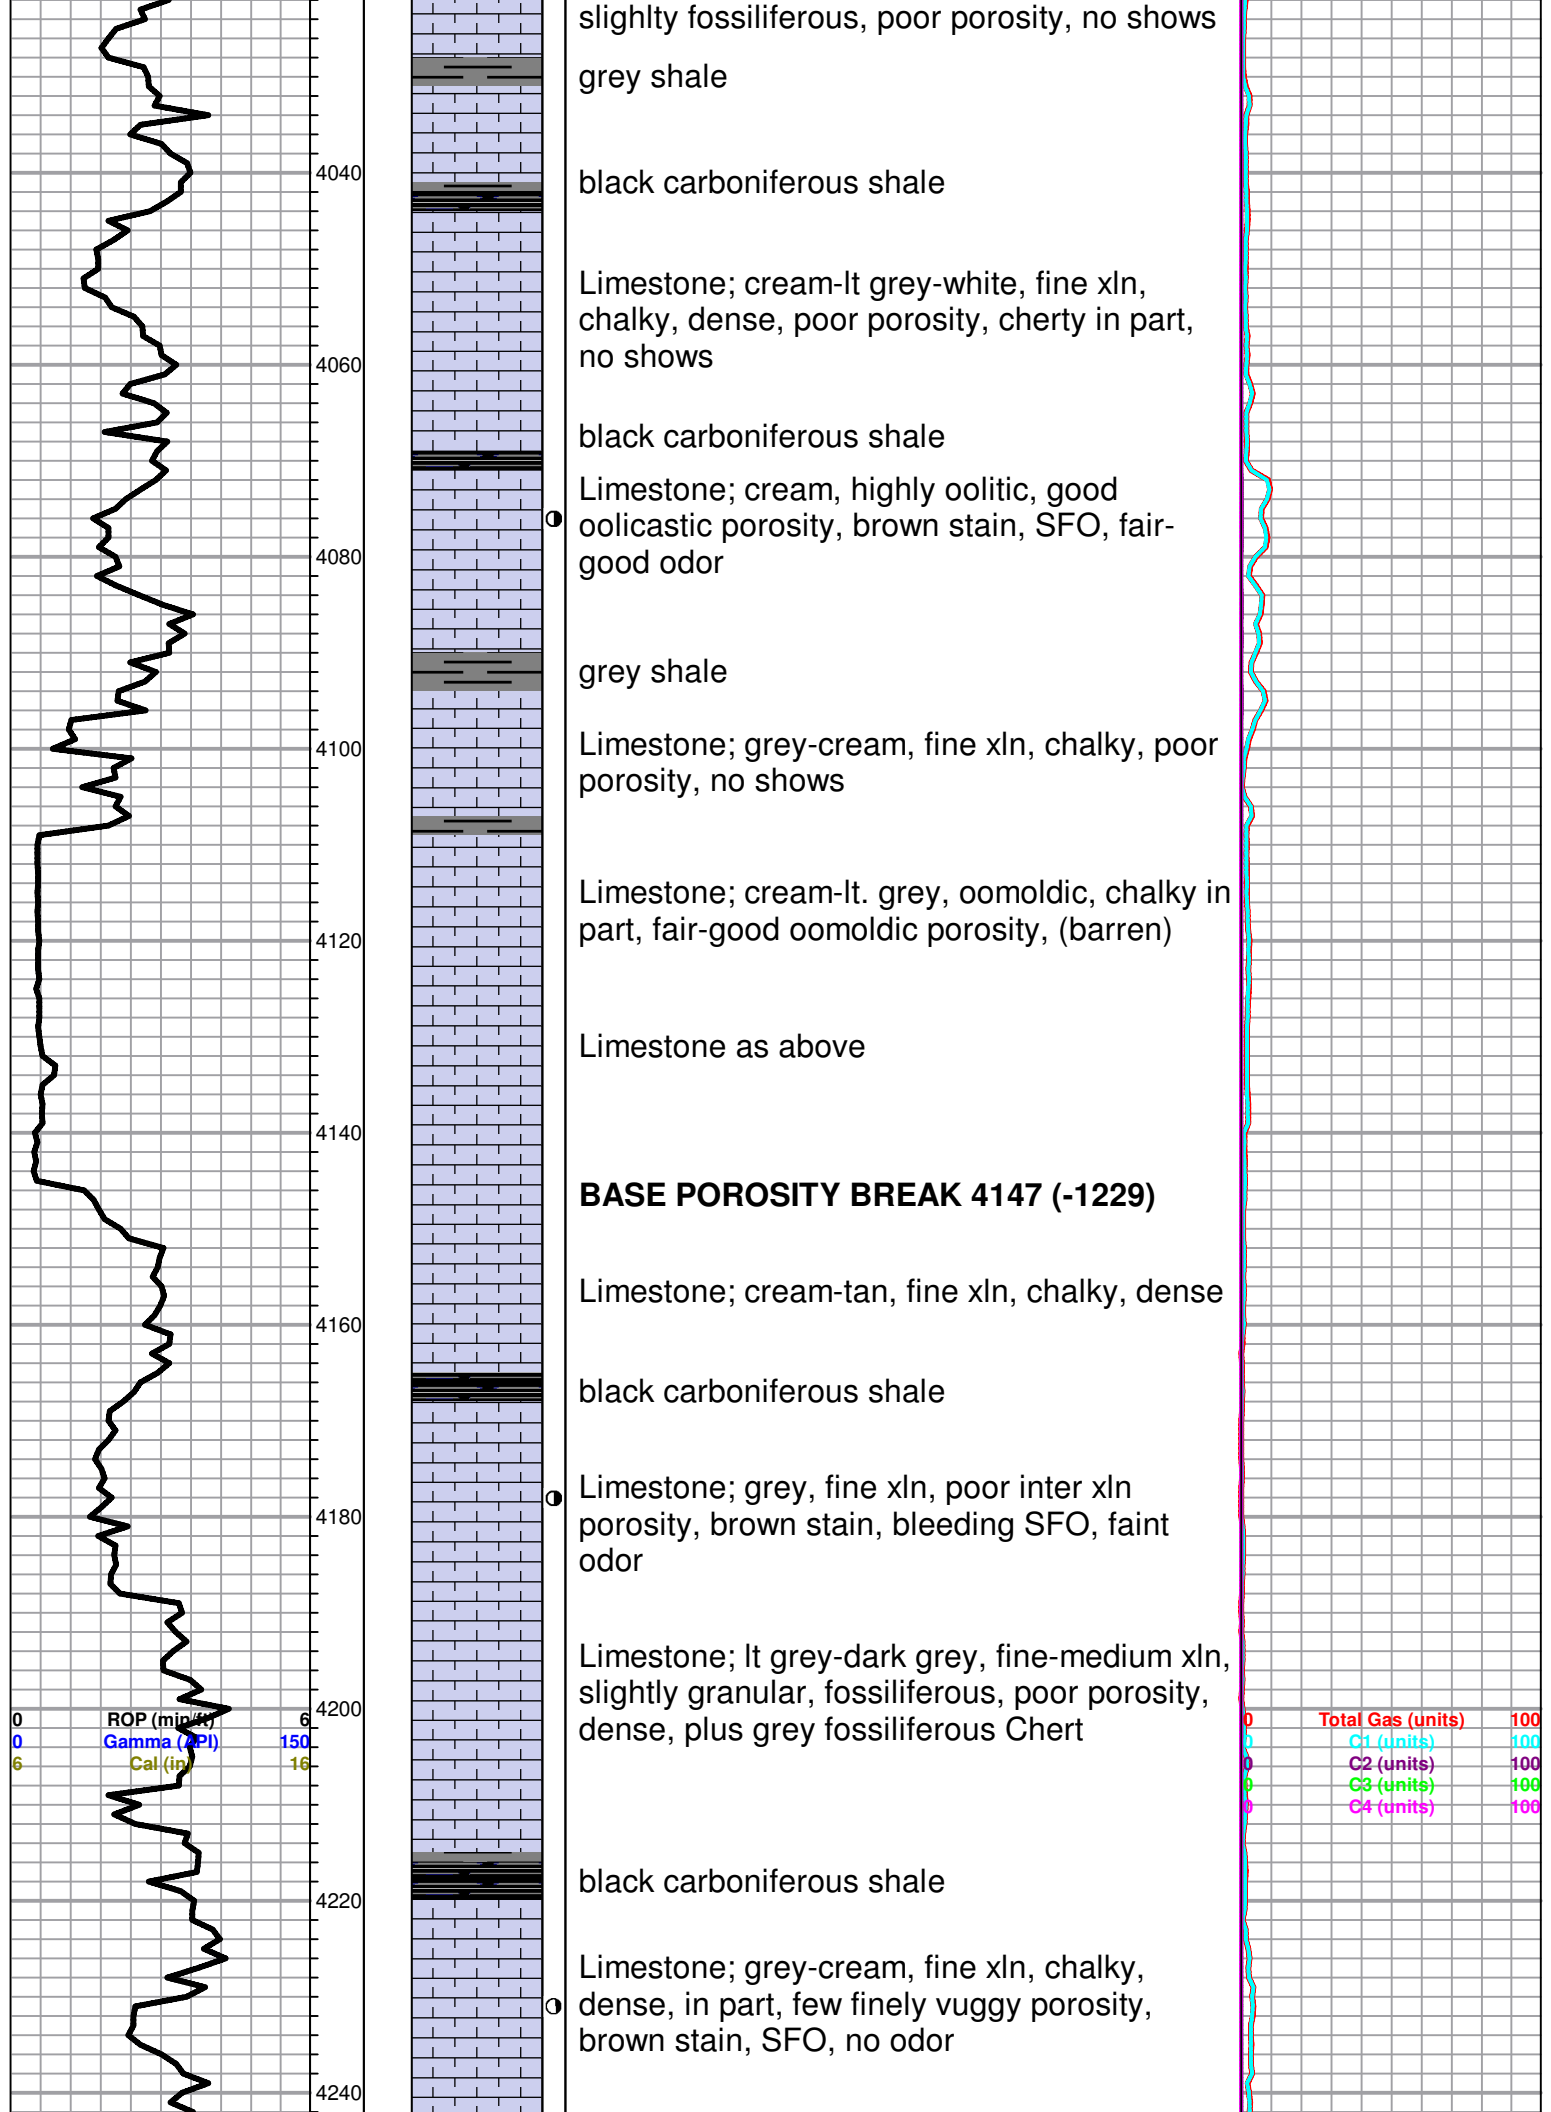 slighlty fossiliferous, poor porosity, no shows
grey shale
4040
black carboniferous shale
Limestone; cream-lt grey-white, fine xln,
chalky, dense, poor porosity, cherty in part,
no shows
4060
black carboniferous shale
Limestone; cream, highly oolitic, good
oolicastic porosity, brown stain, SFO, fair-
good odor
4080
grey shale
4100
Limestone; grey-cream, fine xln, chalky, poor
porosity, no shows
Limestone; cream-lt. grey, oomoldic, chalky in
part, fair-good oomoldic porosity, (barren)
4120
Limestone as above
4140
BASE POROSITY BREAK 4147 (-1229)
Limestone; cream-tan, fine xln, chalky, dense
4160
black carboniferous shale
Limestone; grey, fine xln, poor inter xln
porosity, brown stain, bleeding SFO, faint
odor
4180
Limestone; lt grey-dark grey, fine-medium xln,
slightly granular, fossiliferous, poor porosity,
dense, plus grey fossiliferous Chert
4200
0 ROP (min/ft) 6
0 Gamma (API) 150
6 Cal (in) 16
0 Total Gas (units) 100
0 C1 (units) 100
0 C2 (units) 100
0 C3 (units) 100
0 C4 (units) 100
black carboniferous shale
4220
Limestone; grey-cream, fine xln, chalky,
dense, in part, few finely vuggy porosity,
brown stain, SFO, no odor
4240